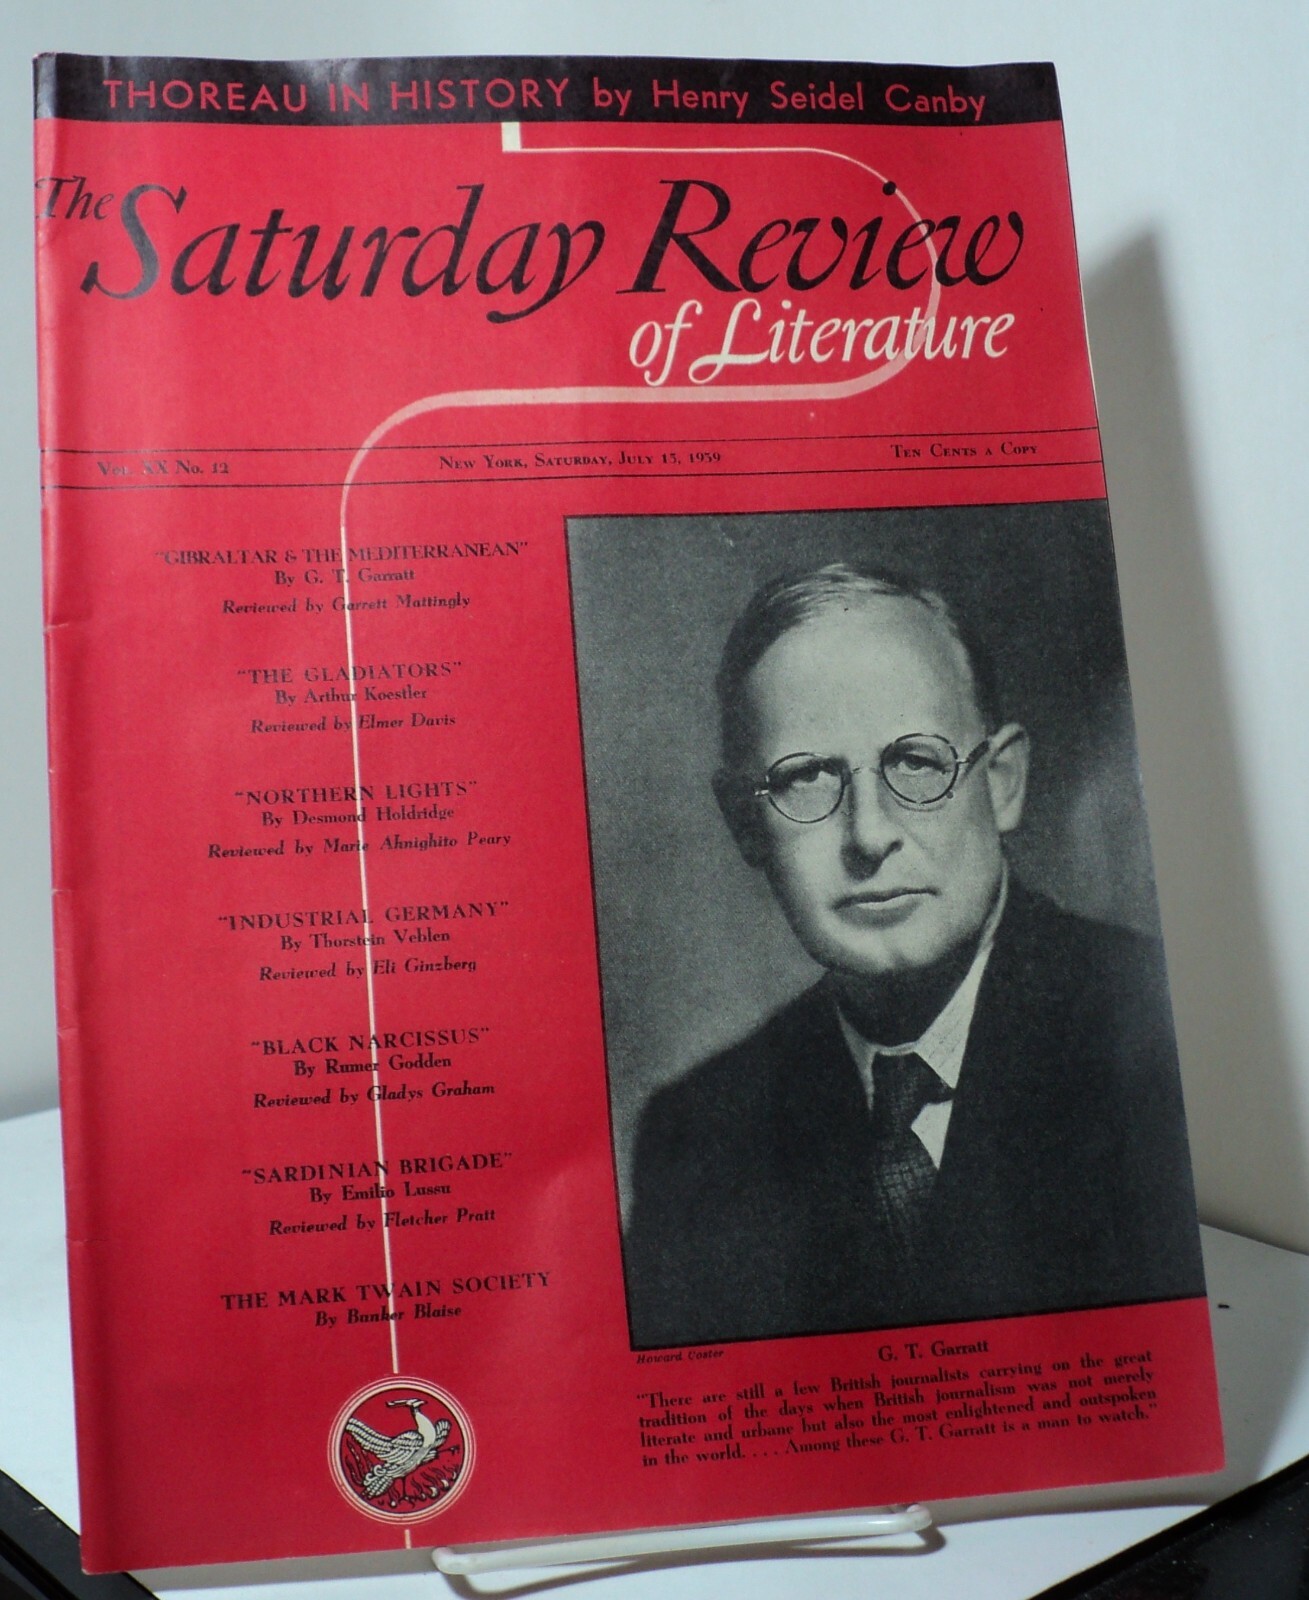 THOREAU IN HISTORY by Henry Seidel Canby
The Saturday Review
of Literature
Vol. XX No. 12
New York, Saturday, July 15, 1939
Ten Cents a Copy
"GIBRALTAR & THE MEDITERRANEAN"
By G. T. Garratt
Reviewed by Garrett Mattingly
"THE GLADIATORS"
By Arthur Koestler
Reviewed by Elmer Davis
"NORTHERN LIGHTS"
By Desmond Holdridge
Reviewed by Marie Ahnighito Peary
"INDUSTRIAL GERMANY"
By Thorstein Veblen
Reviewed by Eli Ginzberg
"BLACK NARCISSUS"
By Rumer Godden
Reviewed by Gladys Graham
"SARDINIAN BRIGADE"
By Emilio Lussu
Reviewed by Fletcher Pratt
THE MARK TWAIN SOCIETY
By Banker Blaise
Howard Coster
G. T. Garratt
"There are still a few British journalists carrying on the great
tradition of the days when British journalism was not merely
literate and urbane but also the most enlightened and outspoken
in the world. . . . Among these G. T. Garratt is a man to watch."